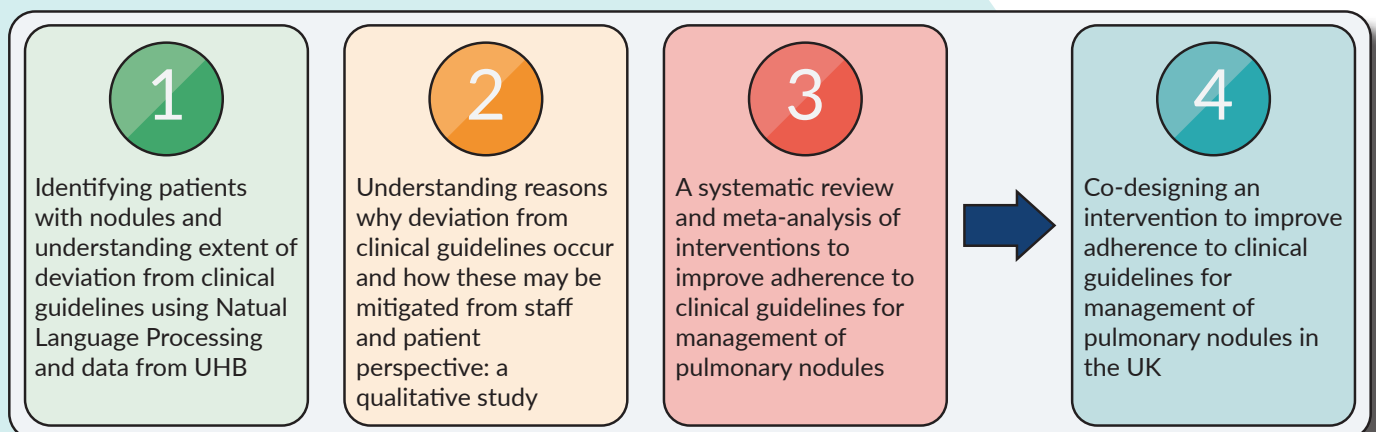 1
Identifying patients
with nodules and
understanding extent of
deviation from clinical
guidelines using Natual
Language Processing
and data from UHB
2
Understanding reasons
why deviation from
clinical guidelines occur
and how these may be
mitigated from staff
and patient
perspective: a
qualitative study
3
A systematic review
and meta-analysis of
interventions to
improve adherence to
clinical guidelines for
management of
pulmonary nodules
4
Co-designing an
intervention to improve
adherence to clinical
guidelines for
management of
pulmonary nodules in
the UK